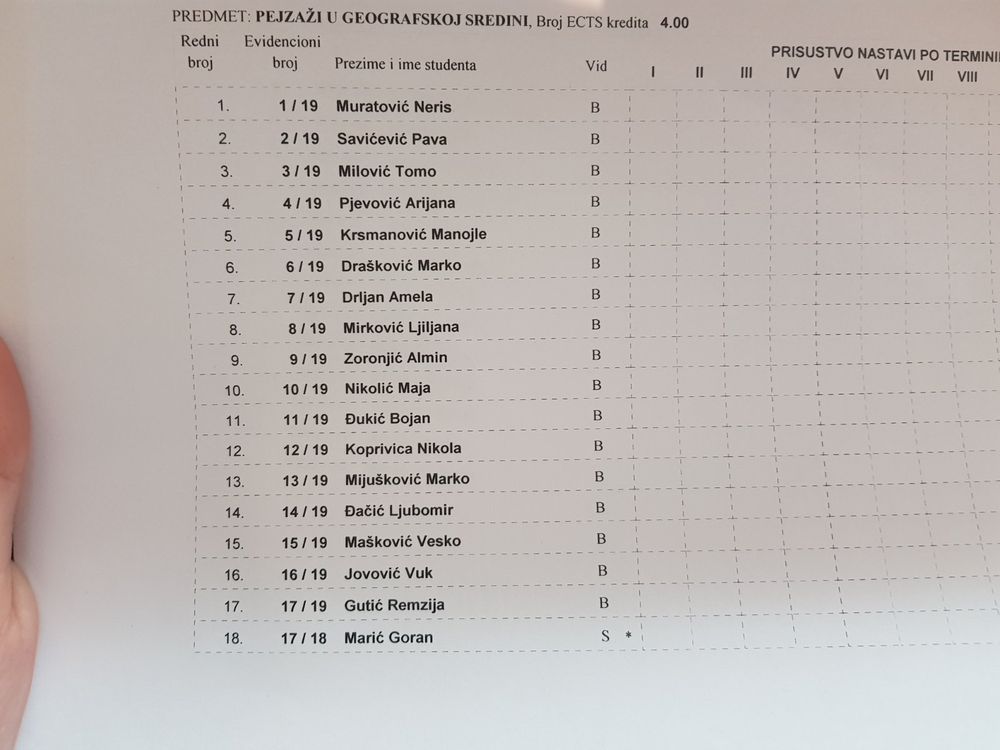 PREDMET: PEJZAŽI U GEOGRAFSKOJ SREDINI, Broj ECTS kredita 4.00
Redni broj Evidencioni broj Prezime i ime studenta Vid PRISUSTVO NASTAVI PO
I II III IV V VI VII VIII
1. 1 / 19 Muratović Neris B
2. 2 / 19 Savićević Pava B
3. 3 / 19 Milović Tomo B
4. 4 / 19 Pjevović Arijana B
5. 5 / 19 Krsmanović Manojle B
6. 6 / 19 Drašković Marko B
7. 7 / 19 Drljan Amela B
8. 8 / 19 Mirković Ljiljana B
9. 9 / 19 Zoronjić Almin B
10. 10 / 19 Nikolić Maja B
11. 11 / 19 Đukić Bojan B
12. 12 / 19 Koprivica Nikola B
13. 13 / 19 Mijušković Marko B
14. 14 / 19 Đačić Ljubomir B
15. 15 / 19 Mašković Vesko B
16. 16 / 19 Jovović Vuk B
17. 17 / 19 Gutić Remzija B
18. 17 / 18 Marić Goran S *